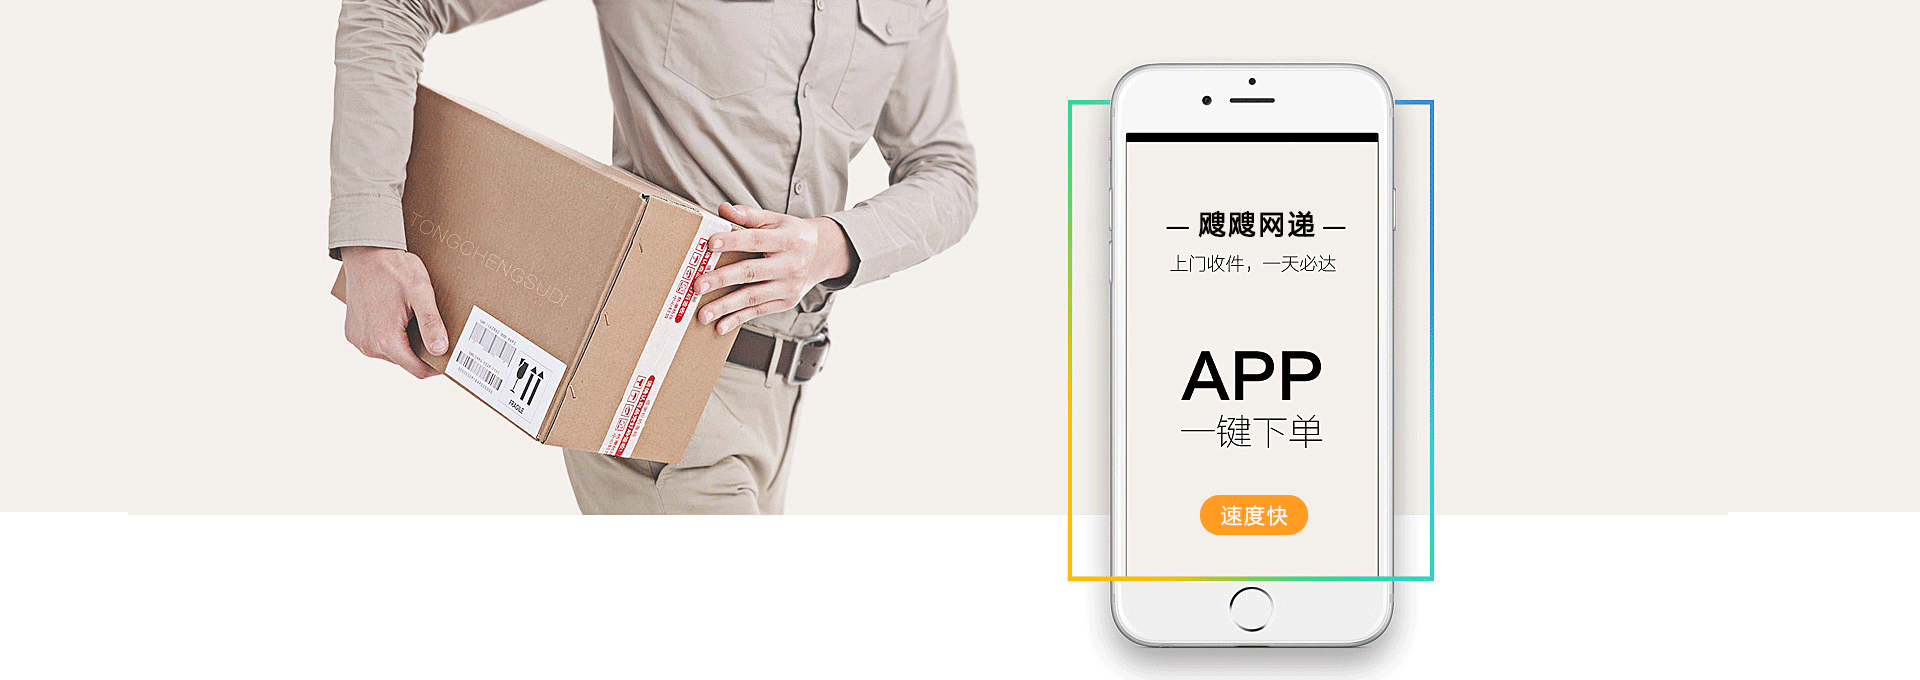 TONGCHENGSUDI
FRAGILE
— 飕飕网递 —
上门收件，一天必达
APP
一键下单
速度快